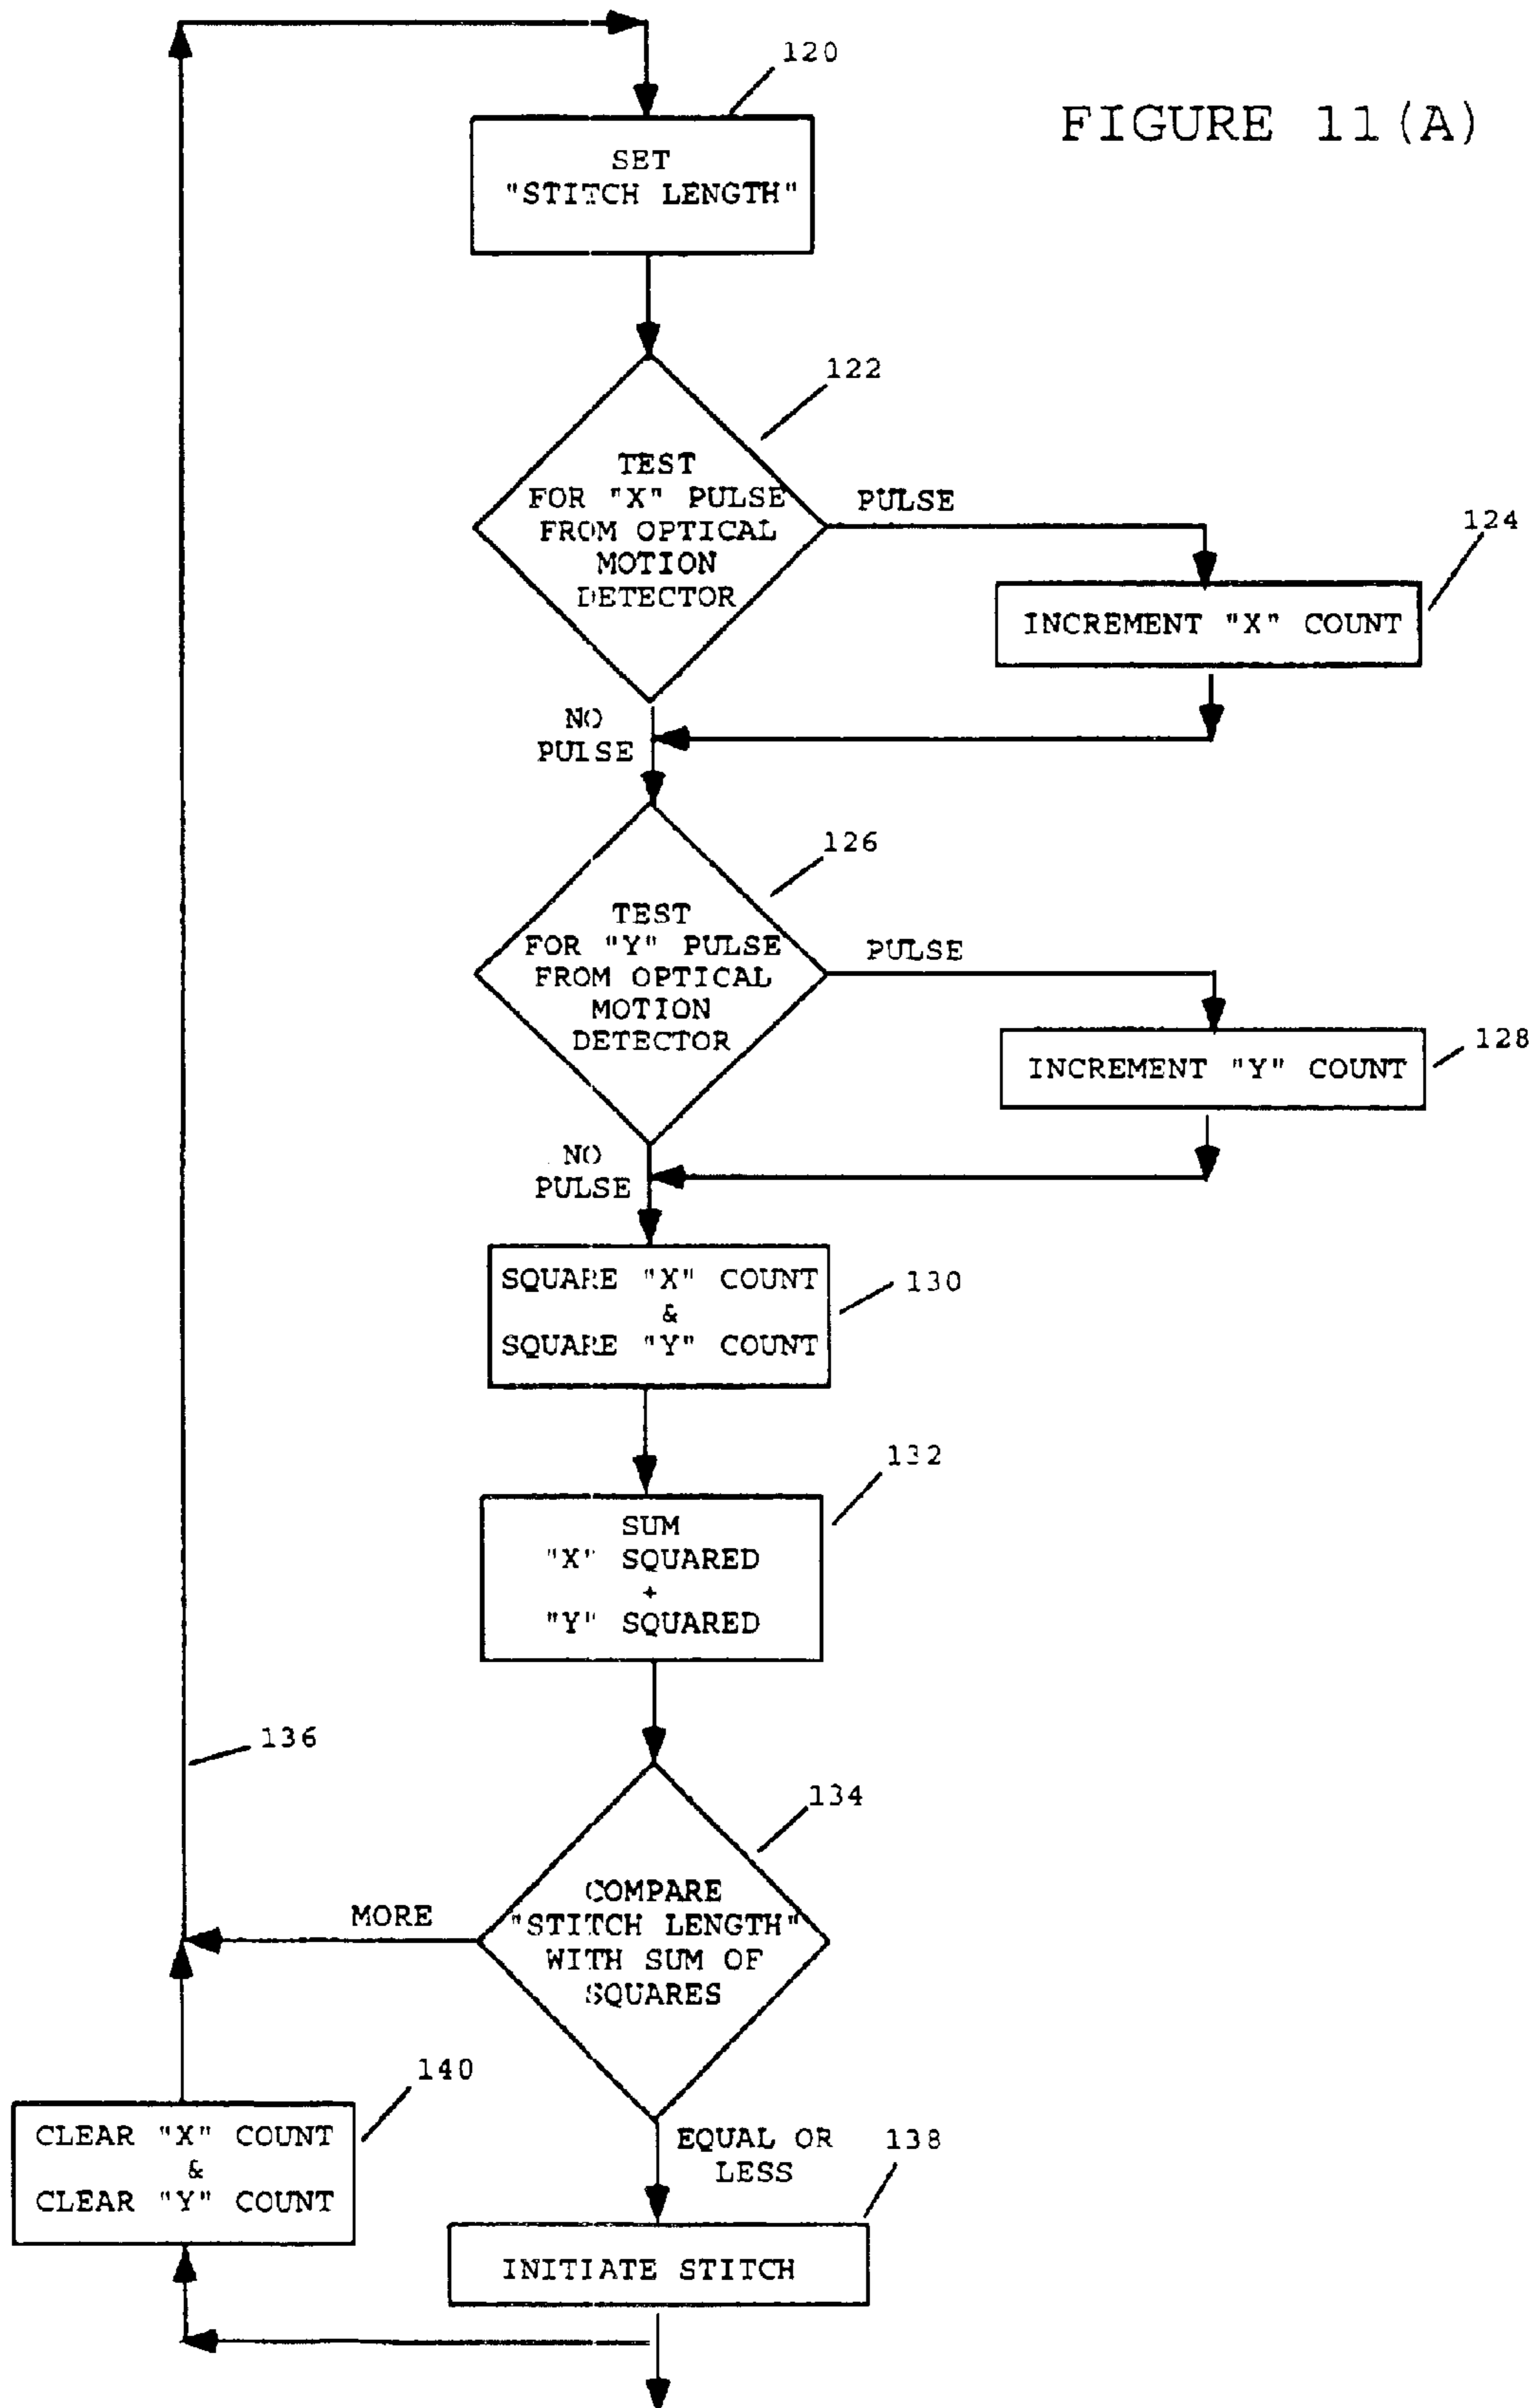 120
FIGURE 11(A)
SET
"STITCH LENGTH"
122
TEST
FOR "X" PULSE
FROM OPTICAL
MOTION
DETECTOR
PULSE
124
INCREMENT "X" COUNT
NO
PULSE
126
TEST
FOR "Y" PULSE
FROM OPTICAL
MOTION
DETECTOR
PULSE
128
INCREMENT "Y" COUNT
NO
PULSE
SQUARE "X" COUNT
&
SQUARE "Y" COUNT
130
132
SUM
"X" SQUARED
+
"Y" SQUARED
136
134
COMPARE
"STITCH LENGTH"
WITH SUM OF
SQUARES
MORE
140
CLEAR "X" COUNT
&
CLEAR "Y" COUNT
EQUAL OR
LESS
138
INITIATE STITCH